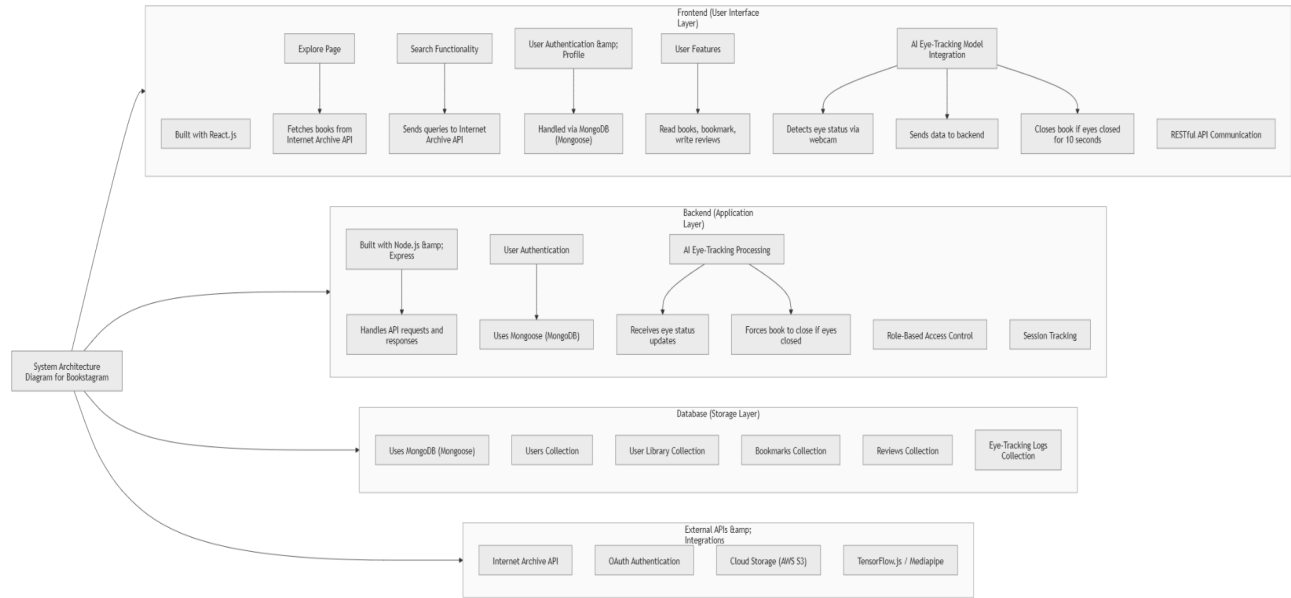 Frontend (User Interface
Layer)
Explore Page
Search Functionality
User Authentication &amp;
Profile
User Features
AI Eye-Tracking Model
Integration
Built with React.js
Fetches books from
Internet Archive API
Sends queries to Internet
Archive API
Handled via MongoDB
(Mongoose)
Read books, bookmark,
write reviews
Detects eye status via
webcam
Sends data to backend
Closes book if eyes closed
for 10 seconds
RESTful API Communication
Backend (Application
Layer)
Built with Node.js &amp;
Express
User Authentication
AI Eye-Tracking Processing
Handles API requests and
responses
Uses Mongoose (MongoDB)
Receives eye status
updates
Forces book to close if eyes
closed
Role-Based Access Control
Session Tracking
System Architecture
Diagram for Bookstagram
Database (Storage Layer)
Uses MongoDB (Mongoose)
Users Collection
User Library Collection
Bookmarks Collection
Reviews Collection
Eye-Tracking Logs
Collection
External APIs &amp;
Integrations
Internet Archive API
OAuth Authentication
Cloud Storage (AWS S3)
TensorFlow.js / Mediapipe